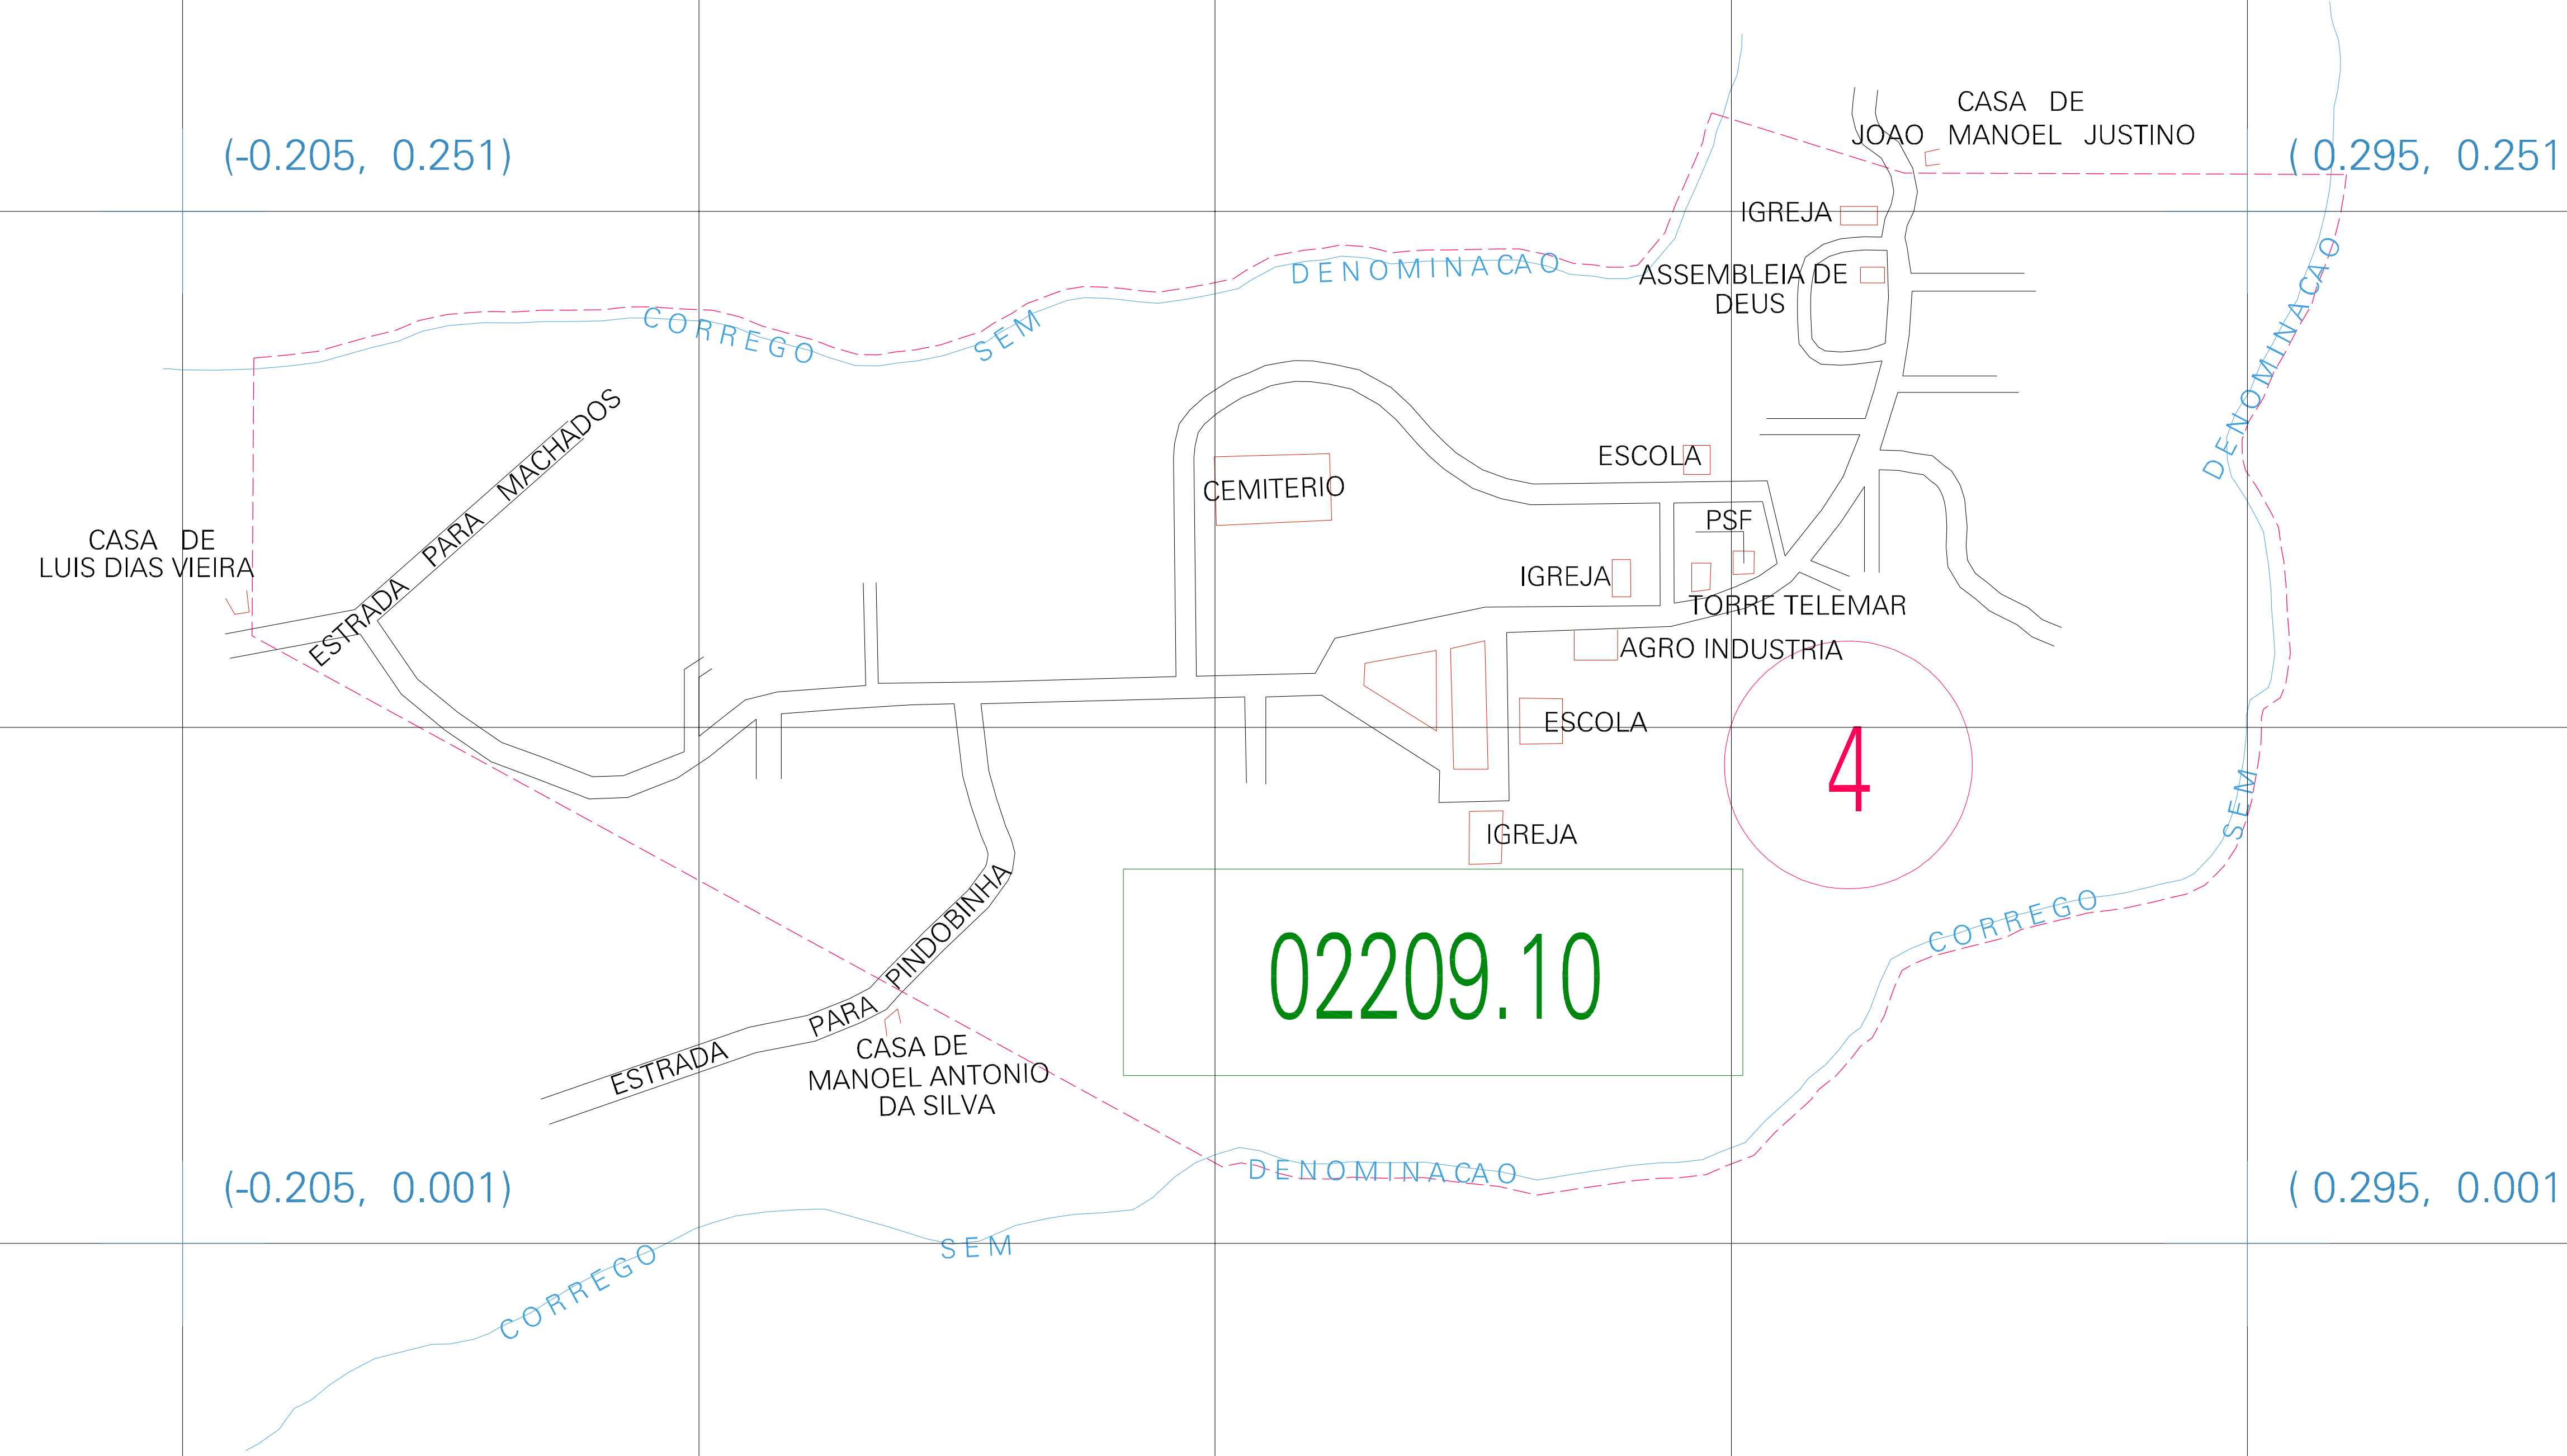 CASA DE
JOAO MANOEL JUSTINO
(-0.205, 0.251)
( 0.295, 0.251
IGREJA
DENOMINACAO
ASSEMBLEIA DE
DEUS
CORREGO
SEM
DENOMINACAO
ESTRADA PARA MACHADOS
ESCOLA
CEMITERIO
PSF
CASA DE
LUIS DIAS VIEIRA
IGREJA
TORRE TELEMAR
AGRO INDUSTRIA
ESCOLA
4
SEM
IGREJA
CORREGO
02209.10
ESTRADA PARA PINDOBINHA
CASA DE
MANOEL ANTONIO
DA SILVA
DENOMINACAO
(-0.205, 0.001)
( 0.295, 0.001
SEM
CORREGO